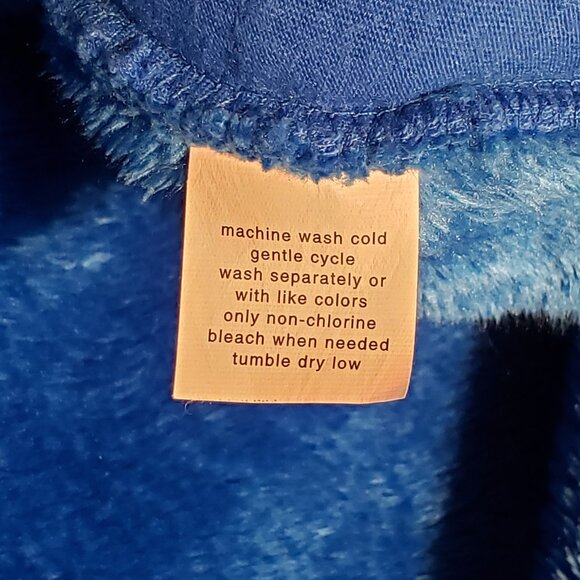 machine wash cold
gentle cycle
wash separately or
with like colors
only non-chlorine
bleach when needed
tumble dry low